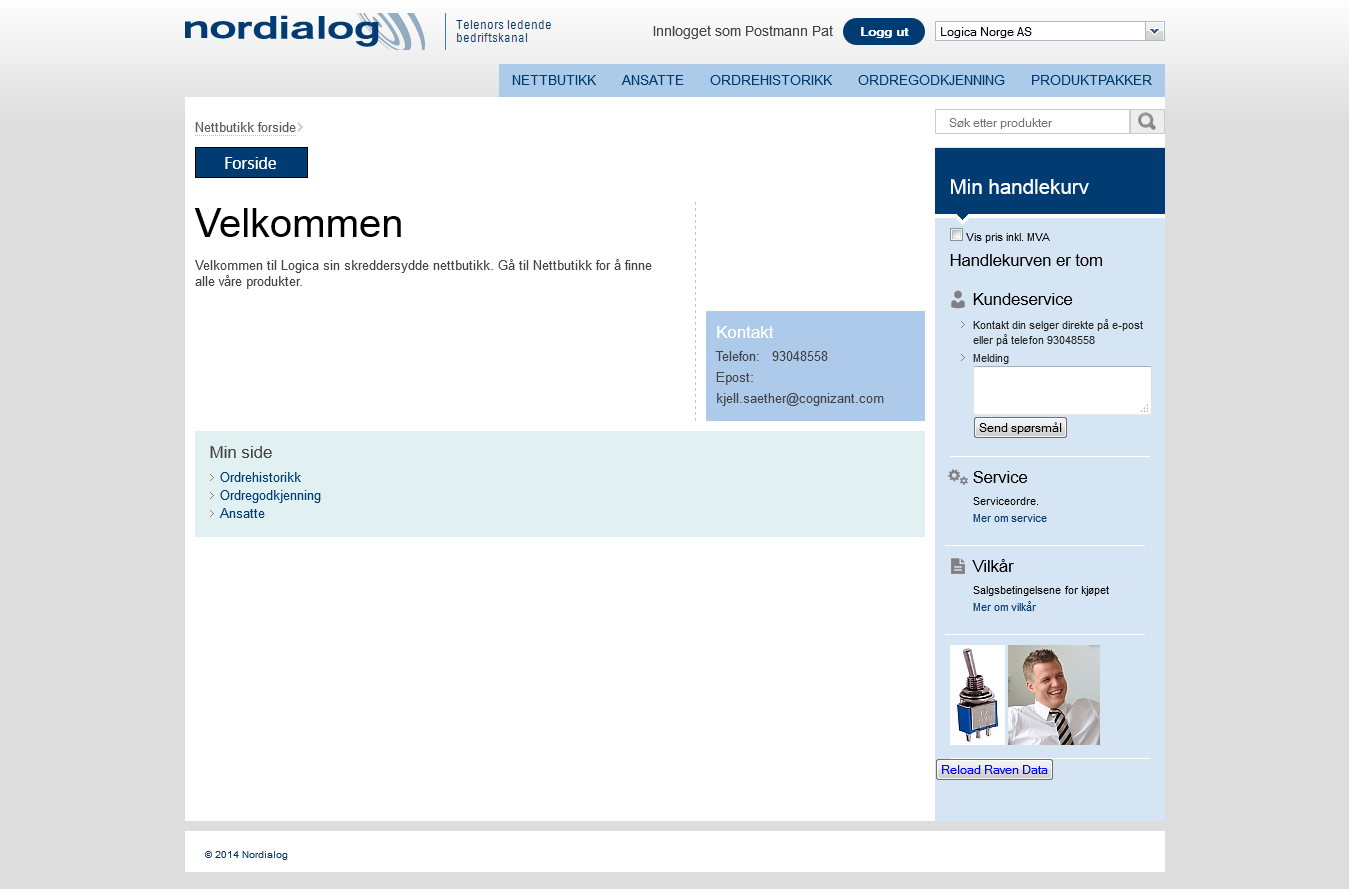 nordialog
Telenors ledende
bedriftskanal
Innlogget som Postmann Pat
Logg ut
Logica Norge AS
NETTBUTIKK ANSATTE ORDREHISTORIKK ORDREGODKJENNING PRODUKTPAKKER
Nettbutikk forside
Søk etter produkter
Forside
Min handlekurv
Velkommen
Velkommen til Logica sin skreddersydde nettbutikk. Gå til Nettbutikk for å finne
alle våre produkter.
Kontakt
Telefon: 93048558
Epost:
kjell.saether@cognizant.com
Min side
Ordrehistorikk
Ordregodkjenning
Ansatte
Vis pris inkl. MVA
Handlekurven er tom
Kundeservice
Kontakt din selger direkte på e-post
eller på telefon 93048558
Melding
Send spørsmål
Service
Serviceordre.
Mer om service
Vilkår
Salgsbetingelsene for kjøpet
Mer om vilkår
Reload Raven Data
© 2014 Nordialog